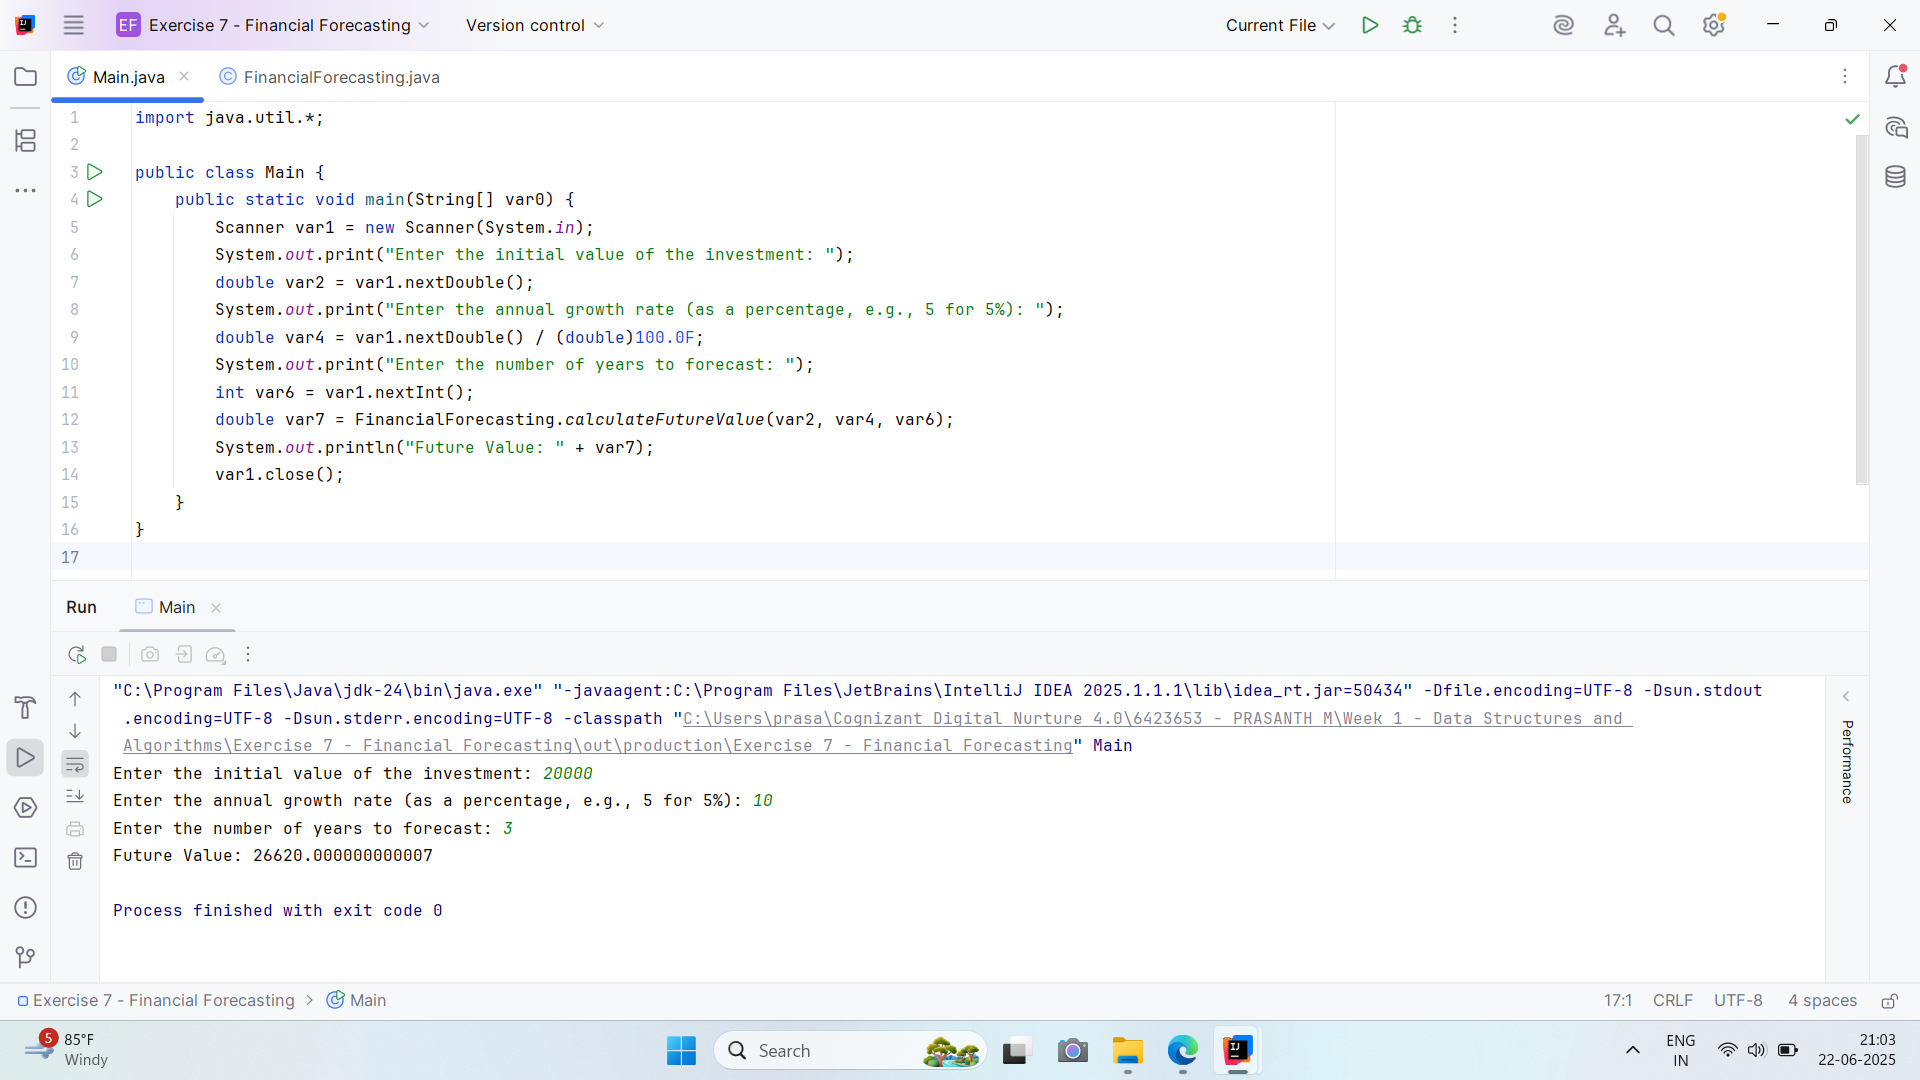 EF Exercise 7 - Financial Forecasting Version control Current File
Main.java FinancialForecasting.java
1 import java.util.*;
2
3 public class Main {
4 public static void main(String[] var0) {
5 Scanner var1 = new Scanner(System.in);
6 System.out.print("Enter the initial value of the investment: ");
7 double var2 = var1.nextDouble();
8 System.out.print("Enter the annual growth rate (as a percentage, e.g., 5 for 5%): ");
9 double var4 = var1.nextDouble() / (double)100.0F;
10 System.out.print("Enter the number of years to forecast: ");
11 int var6 = var1.nextInt();
12 double var7 = FinancialForecasting.calculateFutureValue(var2, var4, var6);
13 System.out.println("Future Value: " + var7);
14 var1.close();
15 }
16 }
17
Run Main
"C:\Program Files\Java\jdk-24\bin\java.exe" "-javaagent:C:\Program Files\JetBrains\IntelliJ IDEA 2025.1.1.1\lib\idea_rt.jar=50434" -Dfile.encoding=UTF-8 -Dsun.stdout
.encoding=UTF-8 -Dsun.stderr.encoding=UTF-8 -classpath "C:\Users\prasa\Cognizant Digital Nurture 4.0\6423653 - PRASANTH M\Week 1 - Data Structures and
Algorithms\Exercise 7 - Financial Forecasting\out\production\Exercise 7 - Financial Forecasting" Main
Enter the initial value of the investment: 20000
Enter the annual growth rate (as a percentage, e.g., 5 for 5%): 10
Enter the number of years to forecast: 3
Future Value: 26620.000000000007
Process finished with exit code 0
Performance
Exercise 7 - Financial Forecasting > Main 17:1 CRLF UTF-8 4 spaces
5 85°F
Windy
Search
ENG
IN
21:03
22-06-2025